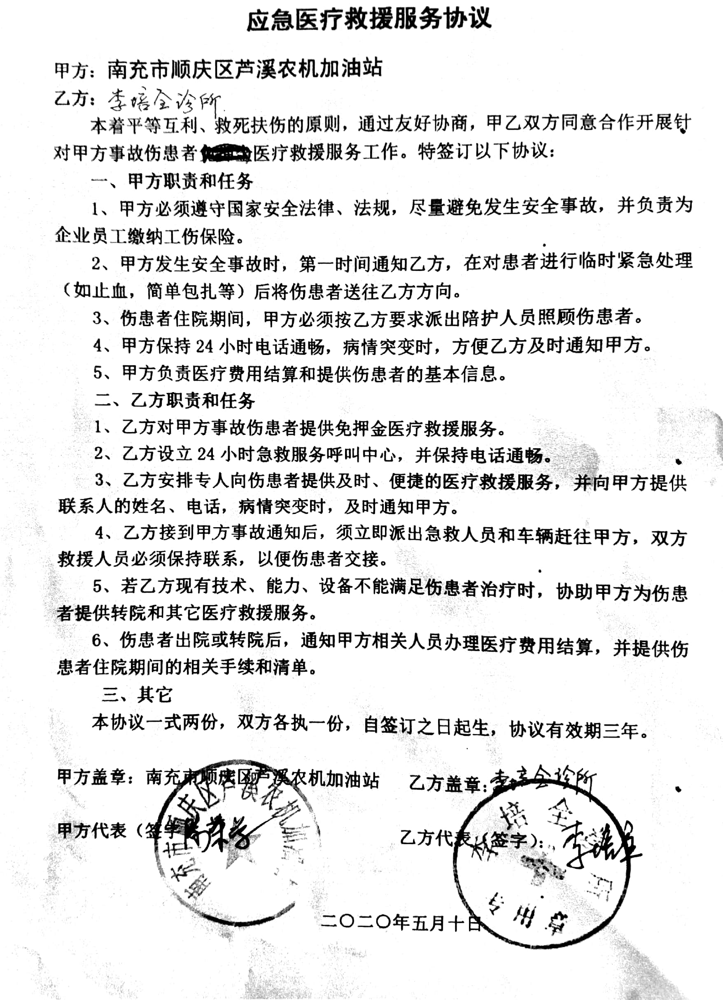 应急医疗救援服务协议
甲方：南充市顺庆区芦溪农机加油站
乙方：李培全诊所
本着平等互利、救死扶伤的原则，通过友好协商，甲乙双方同意合作开展针
对甲方事故伤患者医疗救援服务工作。特签订以下协议：
一、甲方职责和任务
1、甲方必须遵守国家安全法律、法规，尽量避免发生安全事故，并负责为
企业员工缴纳工伤保险。
2、甲方发生安全事故时，第一时间通知乙方，在对患者进行临时紧急处理
（如止血，简单包扎等）后将伤患者送往乙方方向。
3、伤患者住院期间，甲方必须按乙方要求派出陪护人员照顾伤患者。
4、甲方保持24小时电话通畅，病情突变时，方便乙方及时通知甲方。
5、甲方负责医疗费用结算和提供伤患者的基本信息。
二、乙方职责和任务
1、乙方对甲方事故伤患者提供免押金医疗救援服务。
2、乙方设立24小时急救服务呼叫中心，并保持电话通畅。
3、乙方安排专人向伤患者提供及时、便捷的医疗救援服务，并向甲方提供
联系人的姓名、电话，病情突变时，及时通知甲方。
4、乙方接到甲方事故通知后，须立即派出急救人员和车辆赶往甲方，双方
救援人员必须保持联系，以便伤患者交接。
5、若乙方现有技术、能力、设备不能满足伤患者治疗时，协助甲方为伤患
者提供转院和其它医疗救援服务。
6、伤患者出院或转院后，通知甲方相关人员办理医疗费用结算，并提供伤
患者住院期间的相关手续和清单。
三、其它
本协议一式两份，双方各执一份，自签订之日起生，协议有效期三年。
甲方盖章：南充市顺庆区芦溪农机加油站 乙方盖章：李培全诊所
南充市顺庆区芦溪农机加油站
李培全诊所
专用章
甲方代表（签字 乙方代表（签字）：李培全
二〇二〇年五月十日